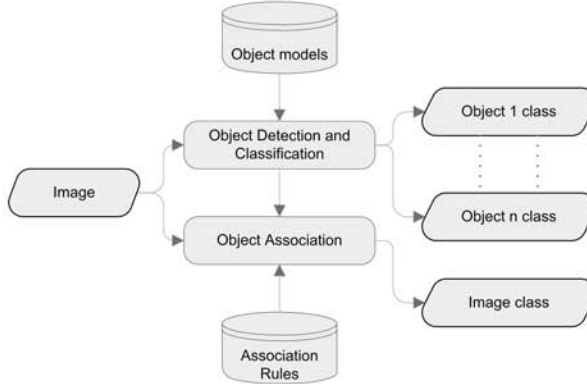 Object models
Object Detection and
Classification
Object 1 class
Image
Object n class
Object Association
Image class
Association
Rules